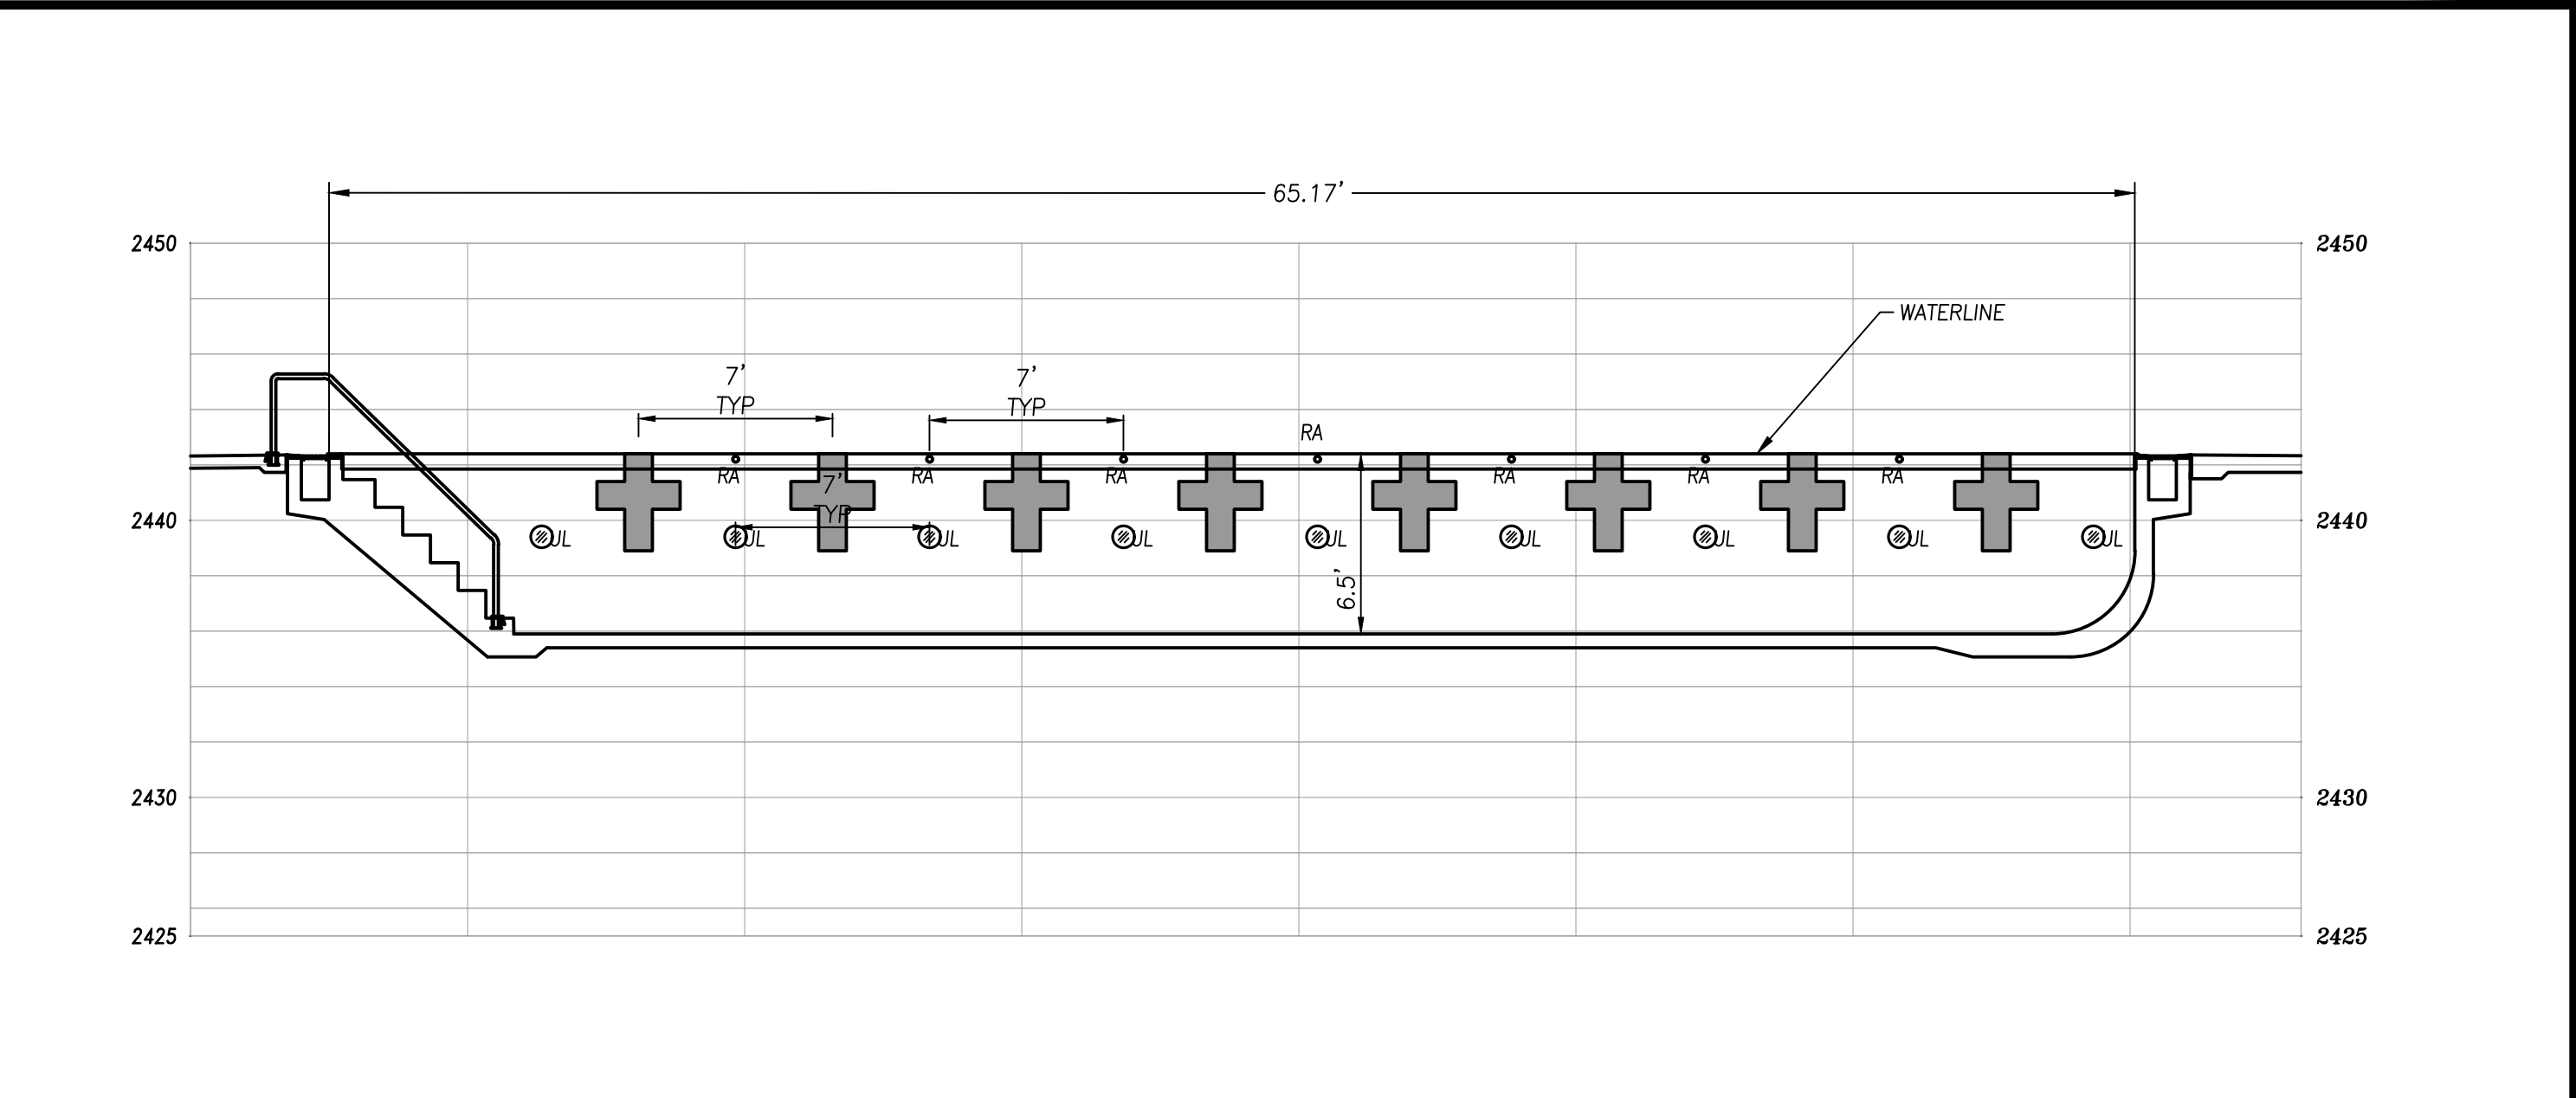 65.17'
2450 2450
WATERLINE
7' 7'
TYP TYP
RA
RA RA RA RA RA RA
7'
TYP
2440 2440
UL UL UL UL UL UL UL UL UL
6.5'
2430 2430
2425 2425